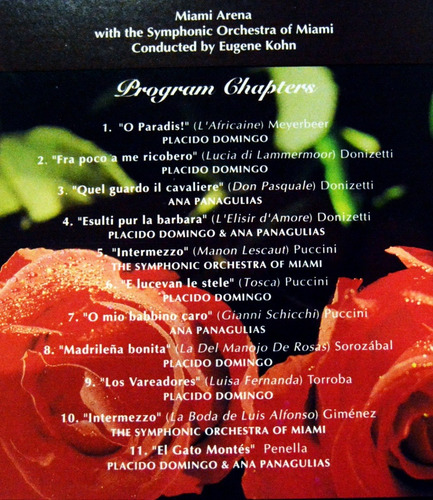 Miami Arena
with the Symphonic Orchestra of Miami
Conducted by Eugene Kohn
Program Chapters
1. "O Paradis!" (L'Africaine) Meyerbeer
PLACIDO DOMINGO
2. "Fra poco a me ricobero" (Lucia di Lammermoor) Donizetti
PLACIDO DOMINGO
3. "Quel guardo il cavaliere" (Don Pasquale) Donizetti
ANA PANAGULIAS
4. "Esulti pur la barbara" (L'Elisir d'Amore) Donizetti
PLACIDO DOMINGO & ANA PANAGULIAS
5. "Intermezzo" (Manon Lescaut) Puccini
THE SYMPHONIC ORCHESTRA OF MIAMI
6. "E lucevan le stele" (Tosca) Puccini
PLACIDO DOMINGO
7. "O mio babbino caro" (Gianni Schicchi) Puccini
ANA PANAGULIAS
8. "Madrileña bonita" (La Del Manojo De Rosas) Sorozábal
PLACIDO DOMINGO
9. "Los Vareadores" (Luisa Fernanda) Torroba
PLACIDO DOMINGO
10. "Intermezzo" (La Boda de Luis Alfonso) Giménez
THE SYMPHONIC ORCHESTRA OF MIAMI
11. "El Gato Montés" Penella
PLACIDO DOMINGO & ANA PANAGULIAS